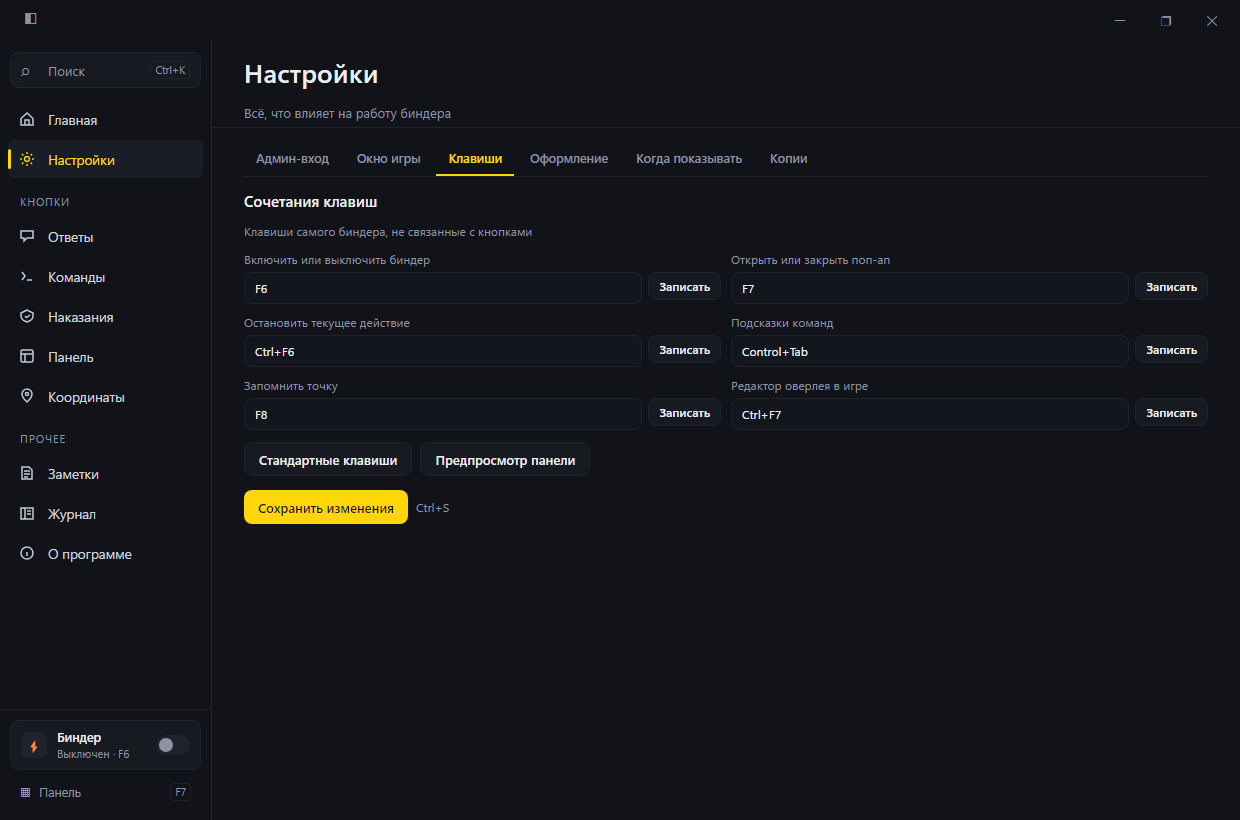 Поиск Ctrl+K
Главная
Настройки
КНОПКИ
Ответы
Команды
Наказания
Панель
Координаты
ПРОЧЕЕ
Заметки
Журнал
О программе
Биндер
Выключен · F6
Панель F7
Настройки
Всё, что влияет на работу биндера
Админ-вход Окно игры Клавиши Оформление Когда показывать Копии
Сочетания клавиш
Клавиши самого биндера, не связанные с кнопками
Включить или выключить биндер Открыть или закрыть поп-ап
F6 Записать F7 Записать
Остановить текущее действие Подсказки команд
Ctrl+F6 Записать Control+Tab Записать
Запомнить точку Редактор оверлея в игре
F8 Записать Ctrl+F7 Записать
Стандартные клавиши Предпросмотр панели
Сохранить изменения Ctrl+S